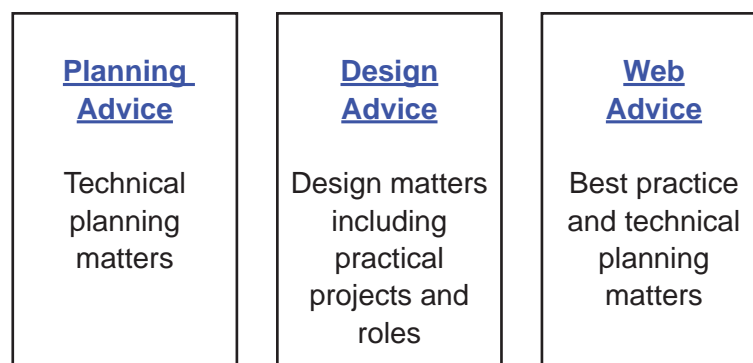 Planning
Advice
Technical
planning
matters
Design
Advice
Design matters
including
practical
projects and
roles
Web
Advice
Best practice
and technical
planning
matters